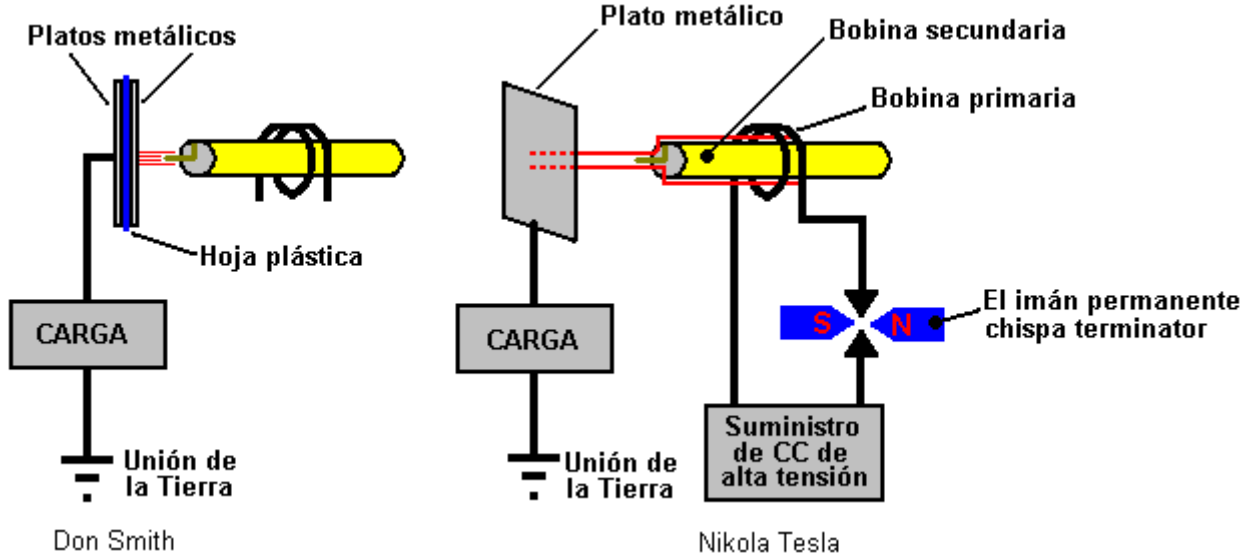 Platos metálicos
Hoja plástica
CARGA
Unión de
la Tierra
Don Smith
Plato metálico
Bobina secundaria
Bobina primaria
El imán permanente
chispa terminator
S N
CARGA
Suministro
de CC de
alta tensión
Unión de
la Tierra
Nikola Tesla